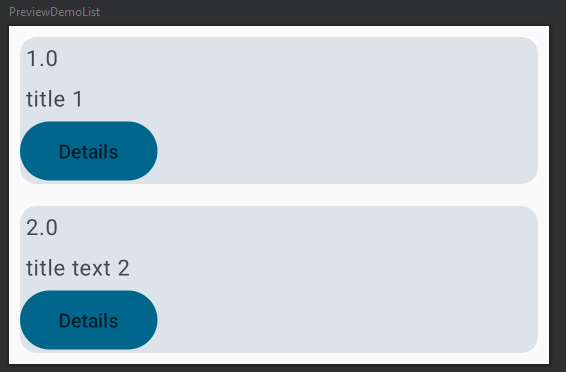 PreviewDemoList
1.0
title 1
Details
2.0
title text 2
Details